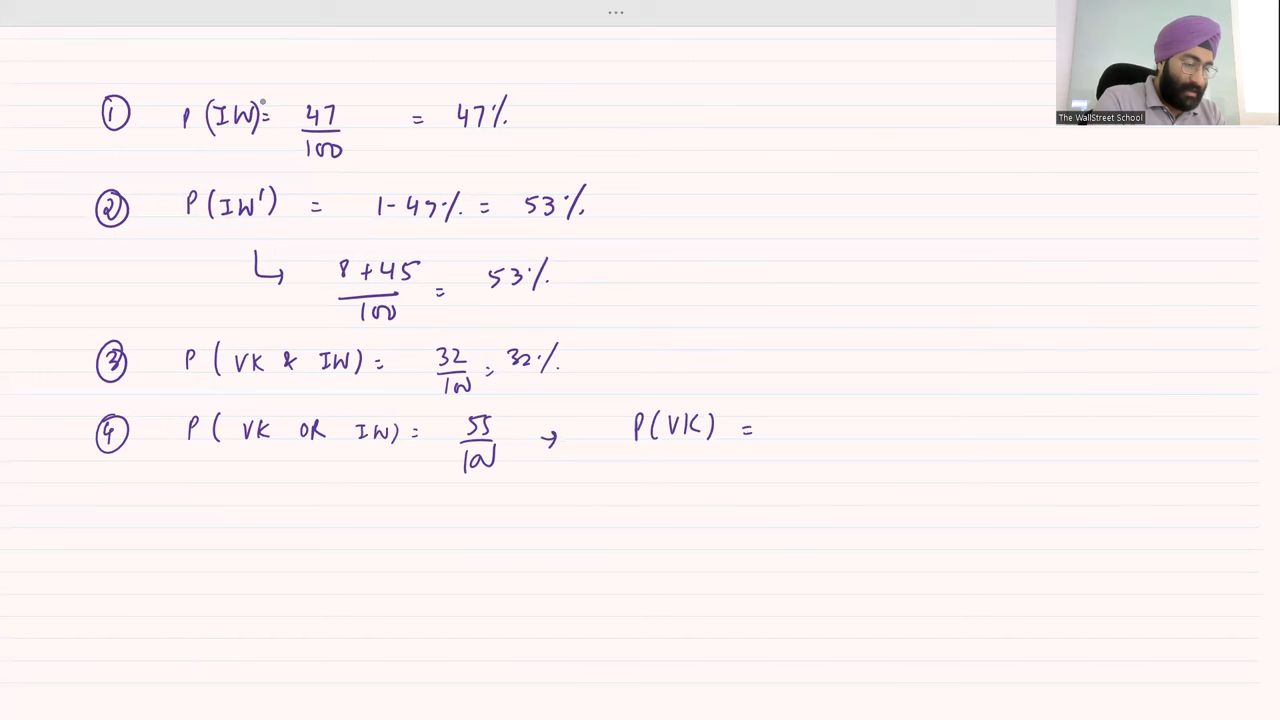 ...
① P(IW) = 47/100 = 47%
② P(IW') = 1-47% = 53%
↳ 8+45/100 = 53%
③ P(VK & IW) = 32/100 = 32%.
④ P(VK OR IW) = 55/100 → P(VK) =
The WallStreet School